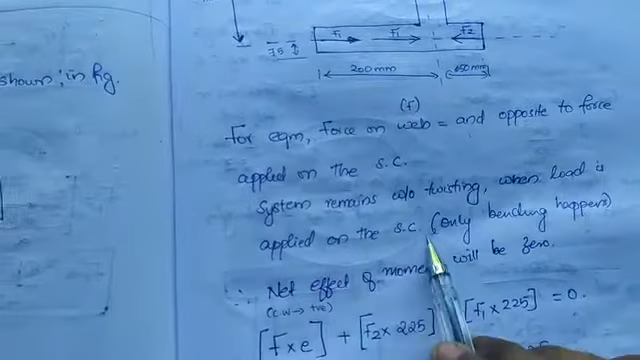 F1 F1 F2
75
200mm 50mm
shown in fig.
(F)
For eqm, Force on web = and opposite to force
applied on the s.c.
System remains w/o twisting, when load is
applied on the s.c. (only bending happens)
∴ Net effect of moment will be zero.
(cw → +ve)
[F×e] + [F2×225] [F1×225] = 0.